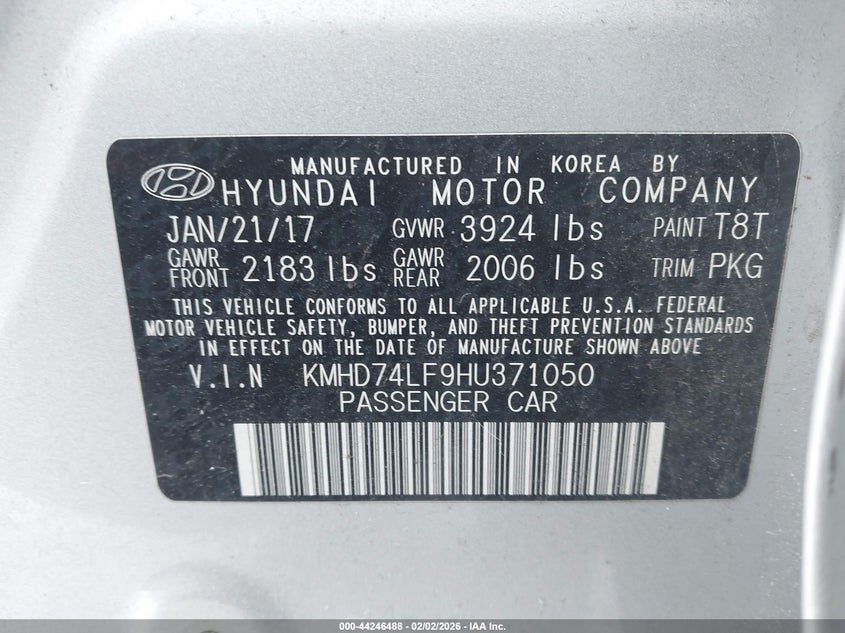 MANUFACTURED IN KOREA BY
HYUNDAI MOTOR COMPANY
JAN/21/17 GVWR 3924 lbs PAINT T8T
GAWR FRONT 2183 lbs GAWR REAR 2006 lbs TRIM PKG
THIS VEHICLE CONFORMS TO ALL APPLICABLE U.S.A. FEDERAL
MOTOR VEHICLE SAFETY, BUMPER, AND THEFT PREVENTION STANDARDS
IN EFFECT ON THE DATE OF MANUFACTURE SHOWN ABOVE
V.I.N KMHD74LF9HU371050
PASSENGER CAR
000-44246488 - 02/02/2026 - IAA Inc.